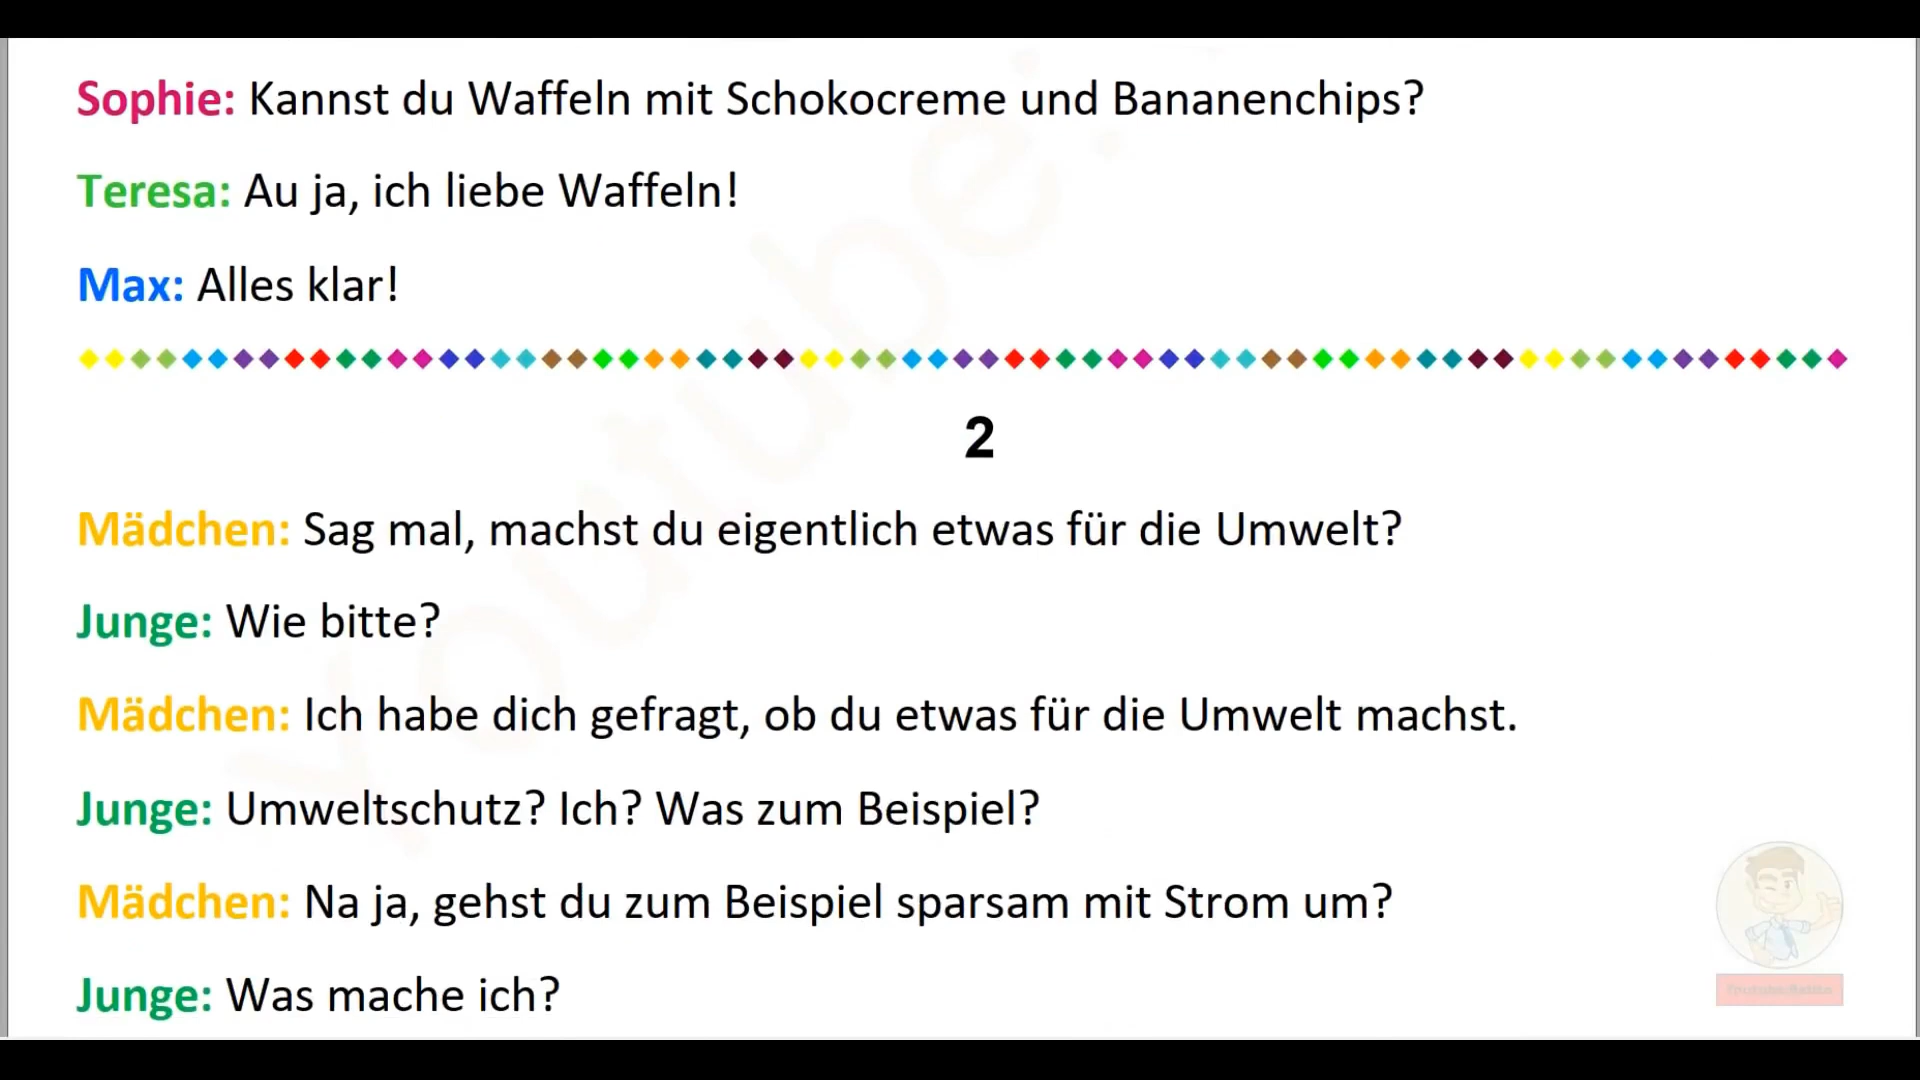 Sophie: Kannst du Waffeln mit Schokocreme und Bananenchips?
Teresa: Au ja, ich liebe Waffeln!
Max: Alles klar!
2
Mädchen: Sag mal, machst du eigentlich etwas für die Umwelt?
Junge: Wie bitte?
Mädchen: Ich habe dich gefragt, ob du etwas für die Umwelt machst.
Junge: Umweltschutz? Ich? Was zum Beispiel?
Mädchen: Na ja, gehst du zum Beispiel sparsam mit Strom um?
Junge: Was mache ich?
Youtube: